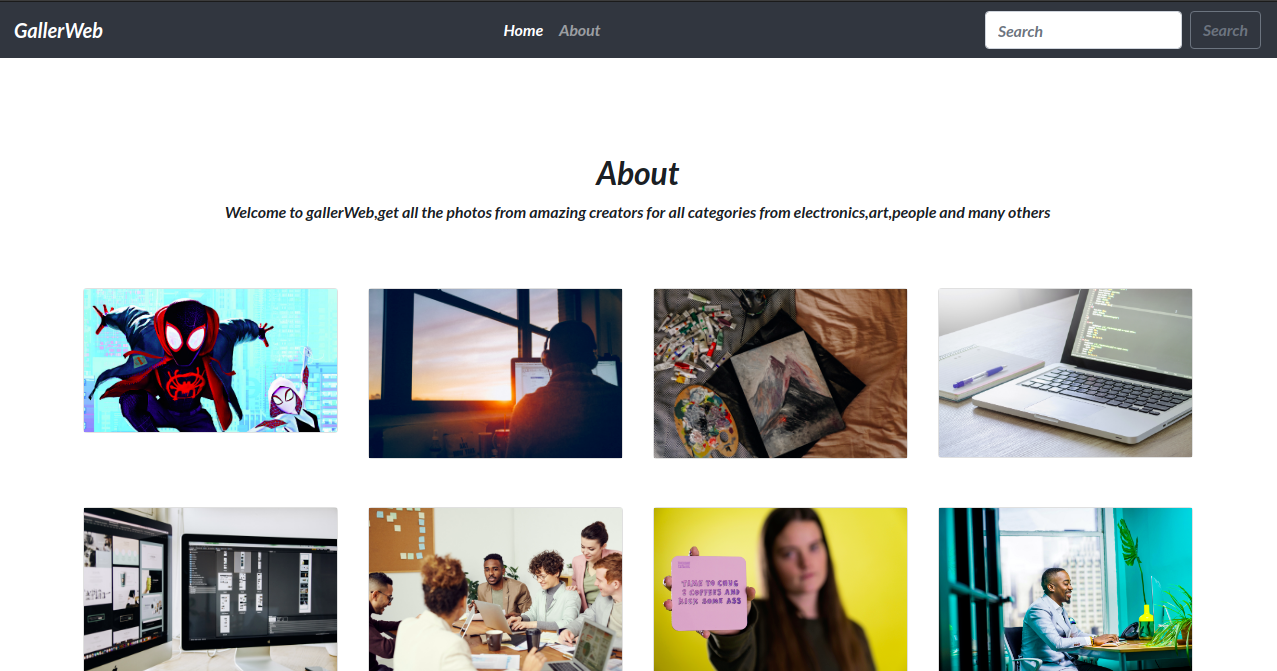 GallerWeb
Home
About
Search
Search
About
Welcome to gallerWeb,get all the photos from amazing creators for all categories from electronics,art,people and many others
TIME TO CHUG
2 COFFEES AND
KICK SOME ASS